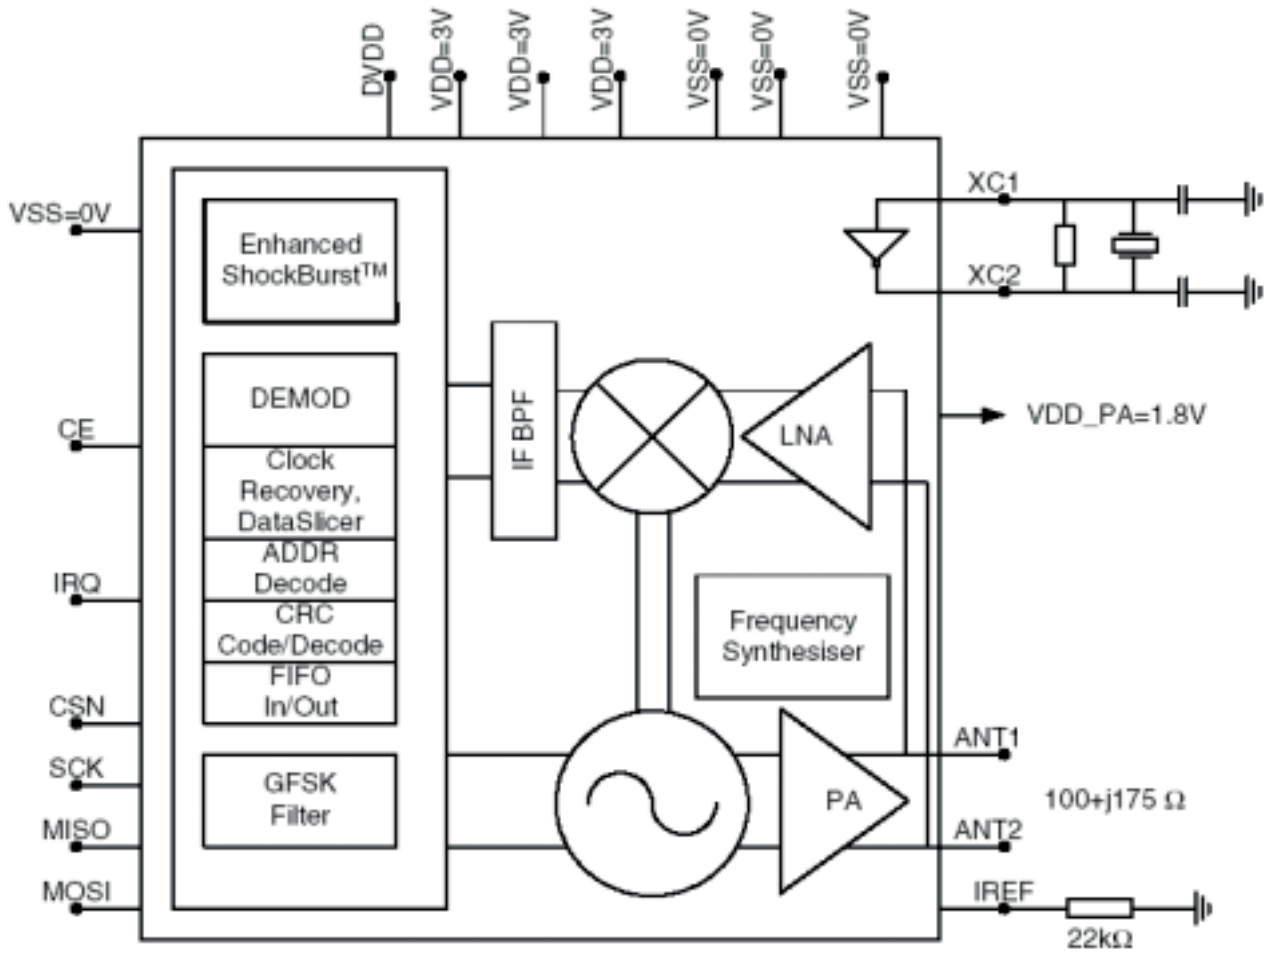 DVDD
VDD=3V
VDD=3V
VDD=3V
VSS=0V
VSS=0V
VSS=0V
XC1
VSS=0V
Enhanced
ShockBurst™
XC2
DEMOD
IF BPF
LNA
VDD_PA=1.8V
CE
Clock
Recovery,
DataSlicer
ADDR
Decode
IRQ
CRC
Code/Decode
Frequency
Synthesiser
FIFO
In/Out
CSN
ANT1
SCK
GFSK
Filter
PA
100+j175 Ω
MISO
ANT2
MOSI
IREF
22kΩ